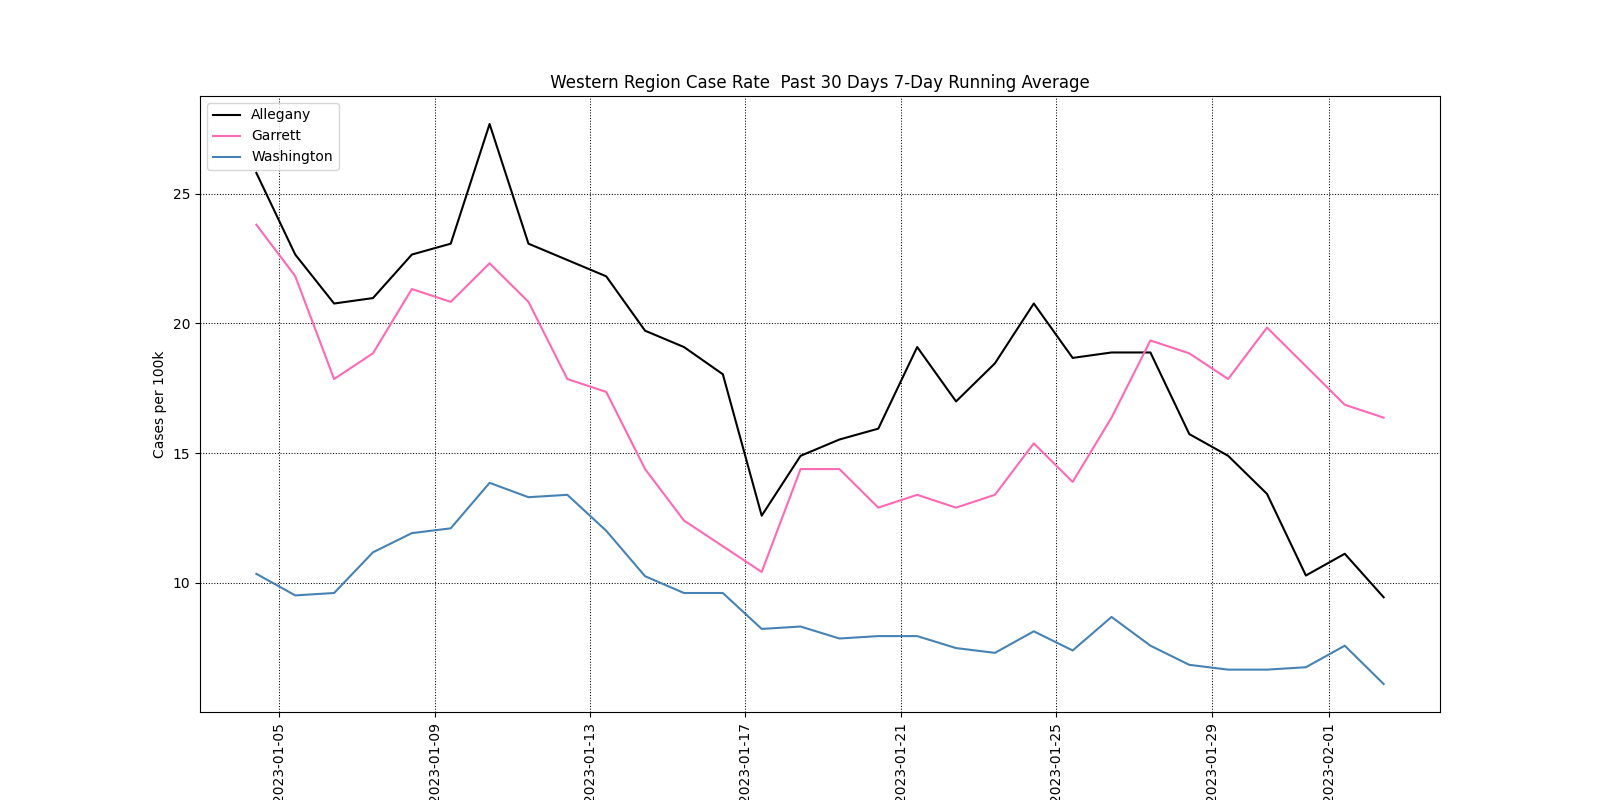 Western Region Case Rate  Past 30 Days 7-Day Running Average
Allegany
Garrett
Washington
Cases per 100k
25
20
15
10
2023-01-05
2023-01-09
2023-01-13
2023-01-17
2023-01-21
2023-01-25
2023-01-29
2023-02-01